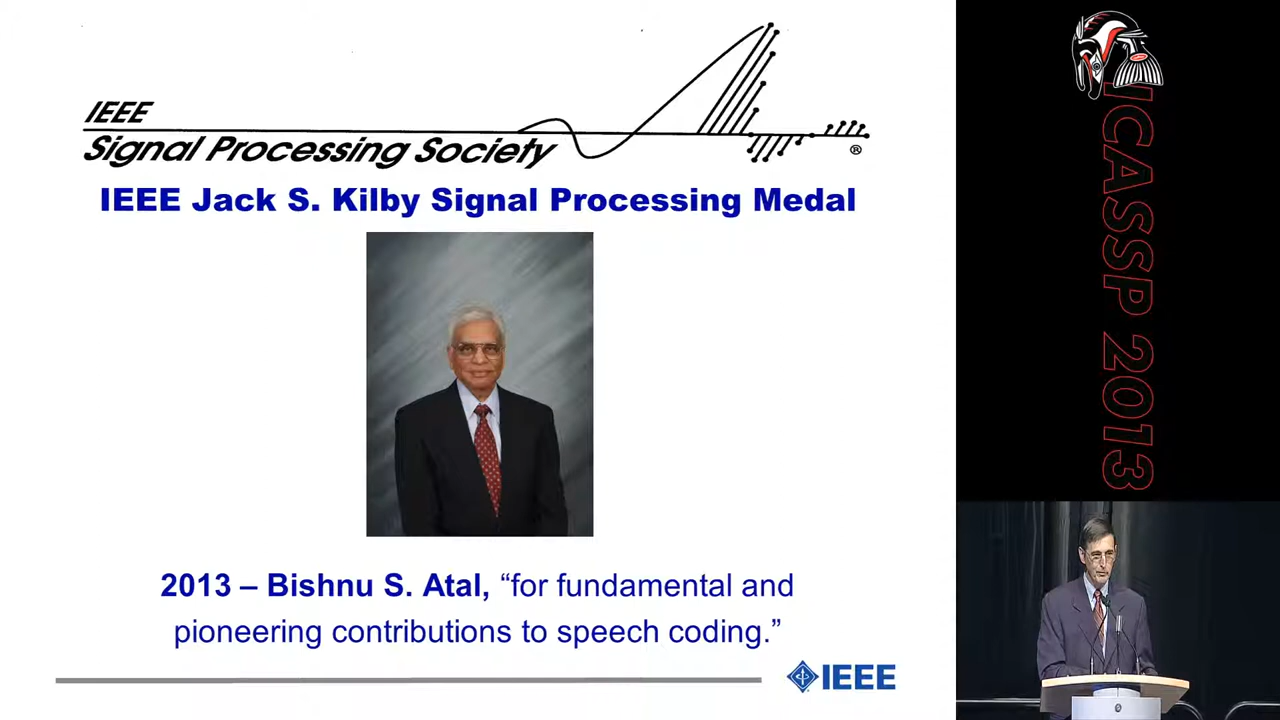 IEEE
Signal Processing Society
®
IEEE Jack S. Kilby Signal Processing Medal
2013 – Bishnu S. Atal, “for fundamental and
pioneering contributions to speech coding.”
IEEE
ICASSP 2013